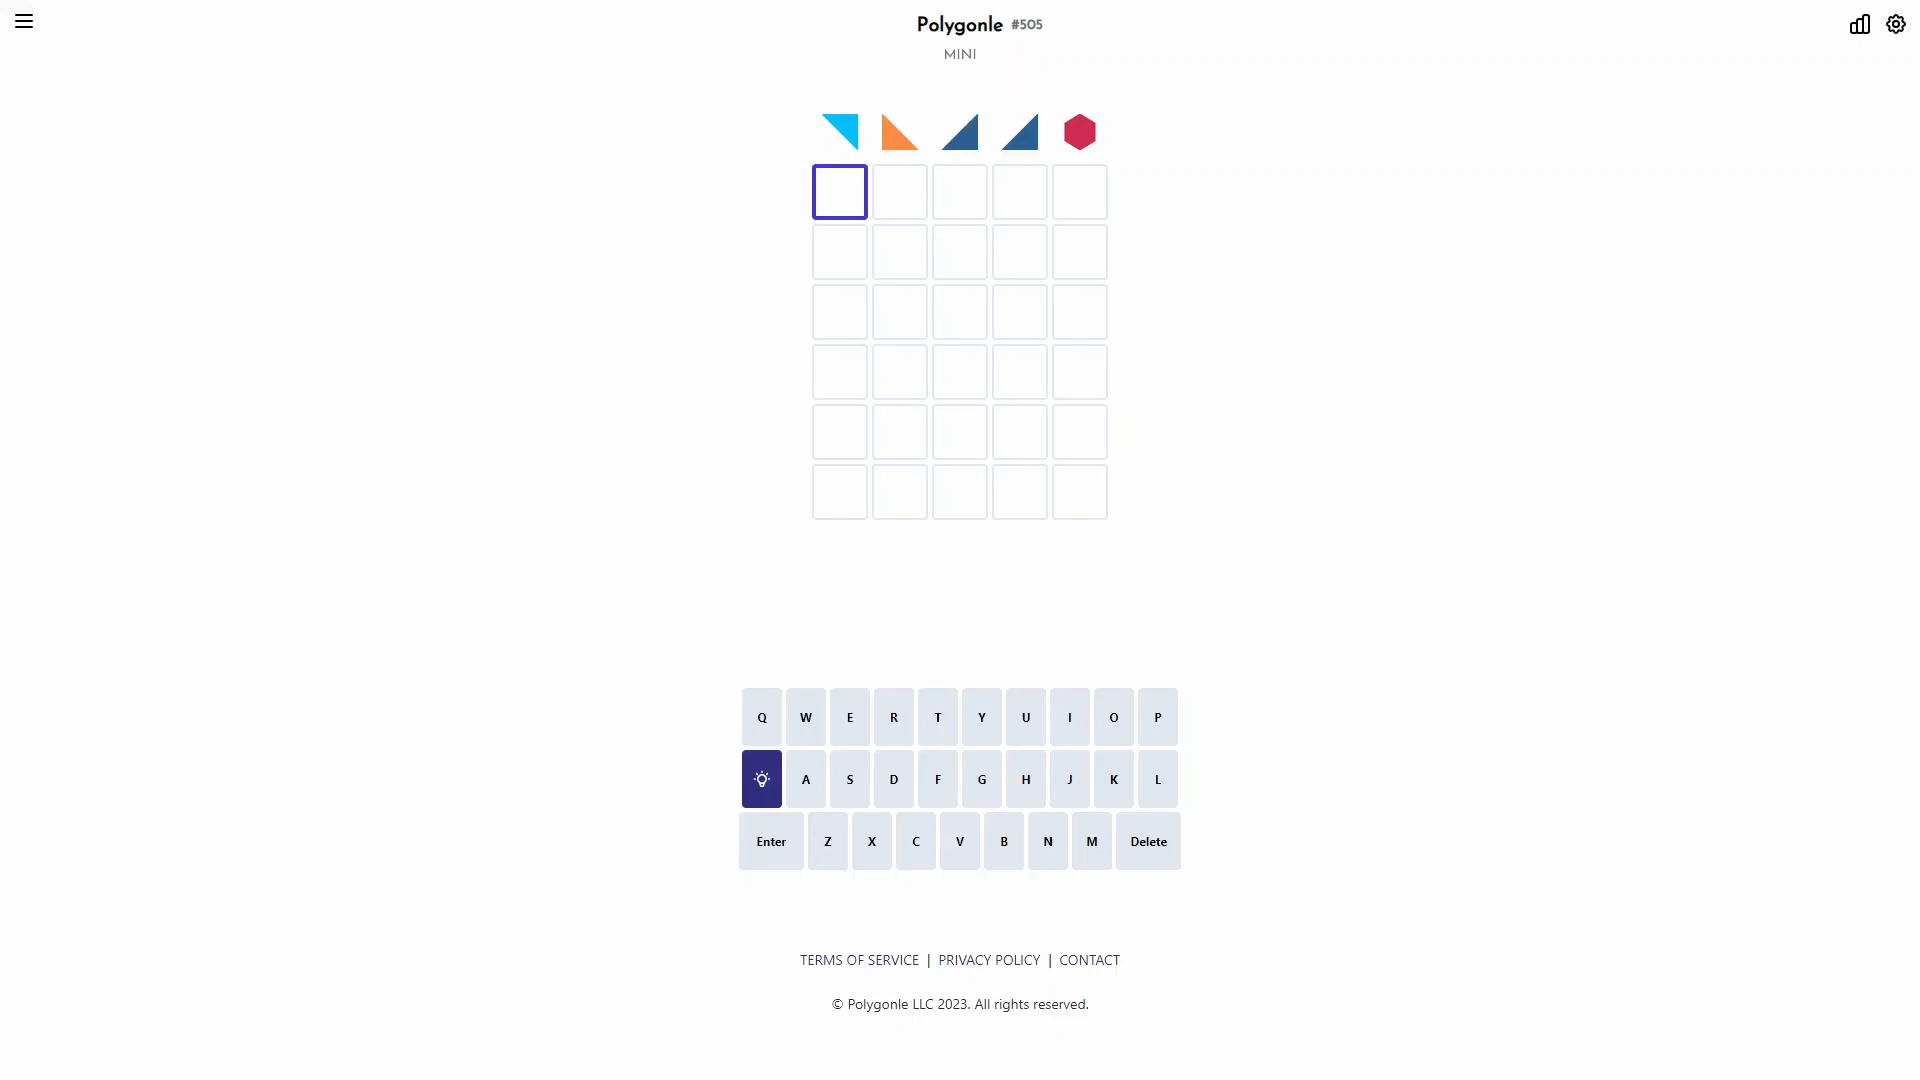 Polygonle #505
MINI
Q W E R T Y U I O P
A S D F G H J K L
Enter Z X C V B N M Delete
TERMS OF SERVICE | PRIVACY POLICY | CONTACT
© Polygonle LLC 2023. All rights reserved.